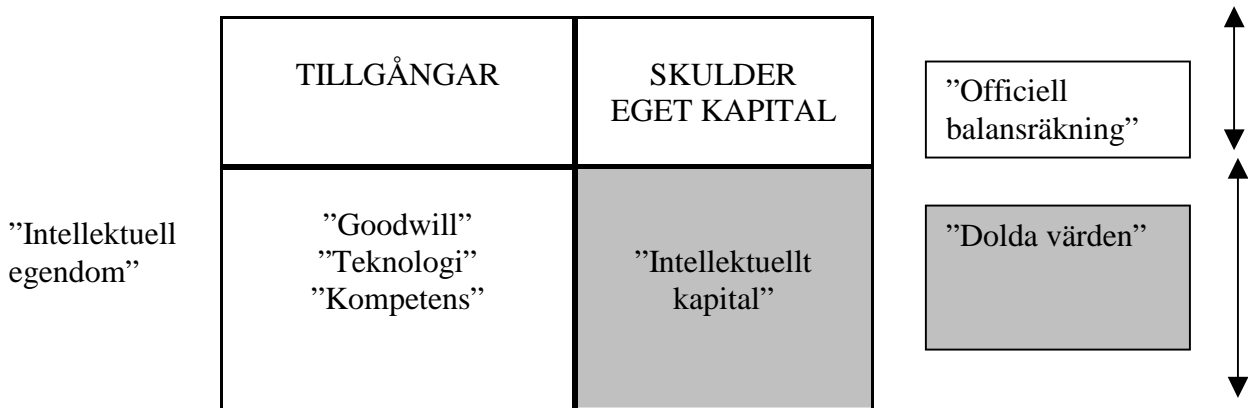 TILLGÅNGAR
SKULDER
EGET KAPITAL
”Officiell
balansräkning”
”Intellektuell
egendom”
”Goodwill”
”Teknologi”
”Kompetens”
”Intellektuellt
kapital”
”Dolda värden”